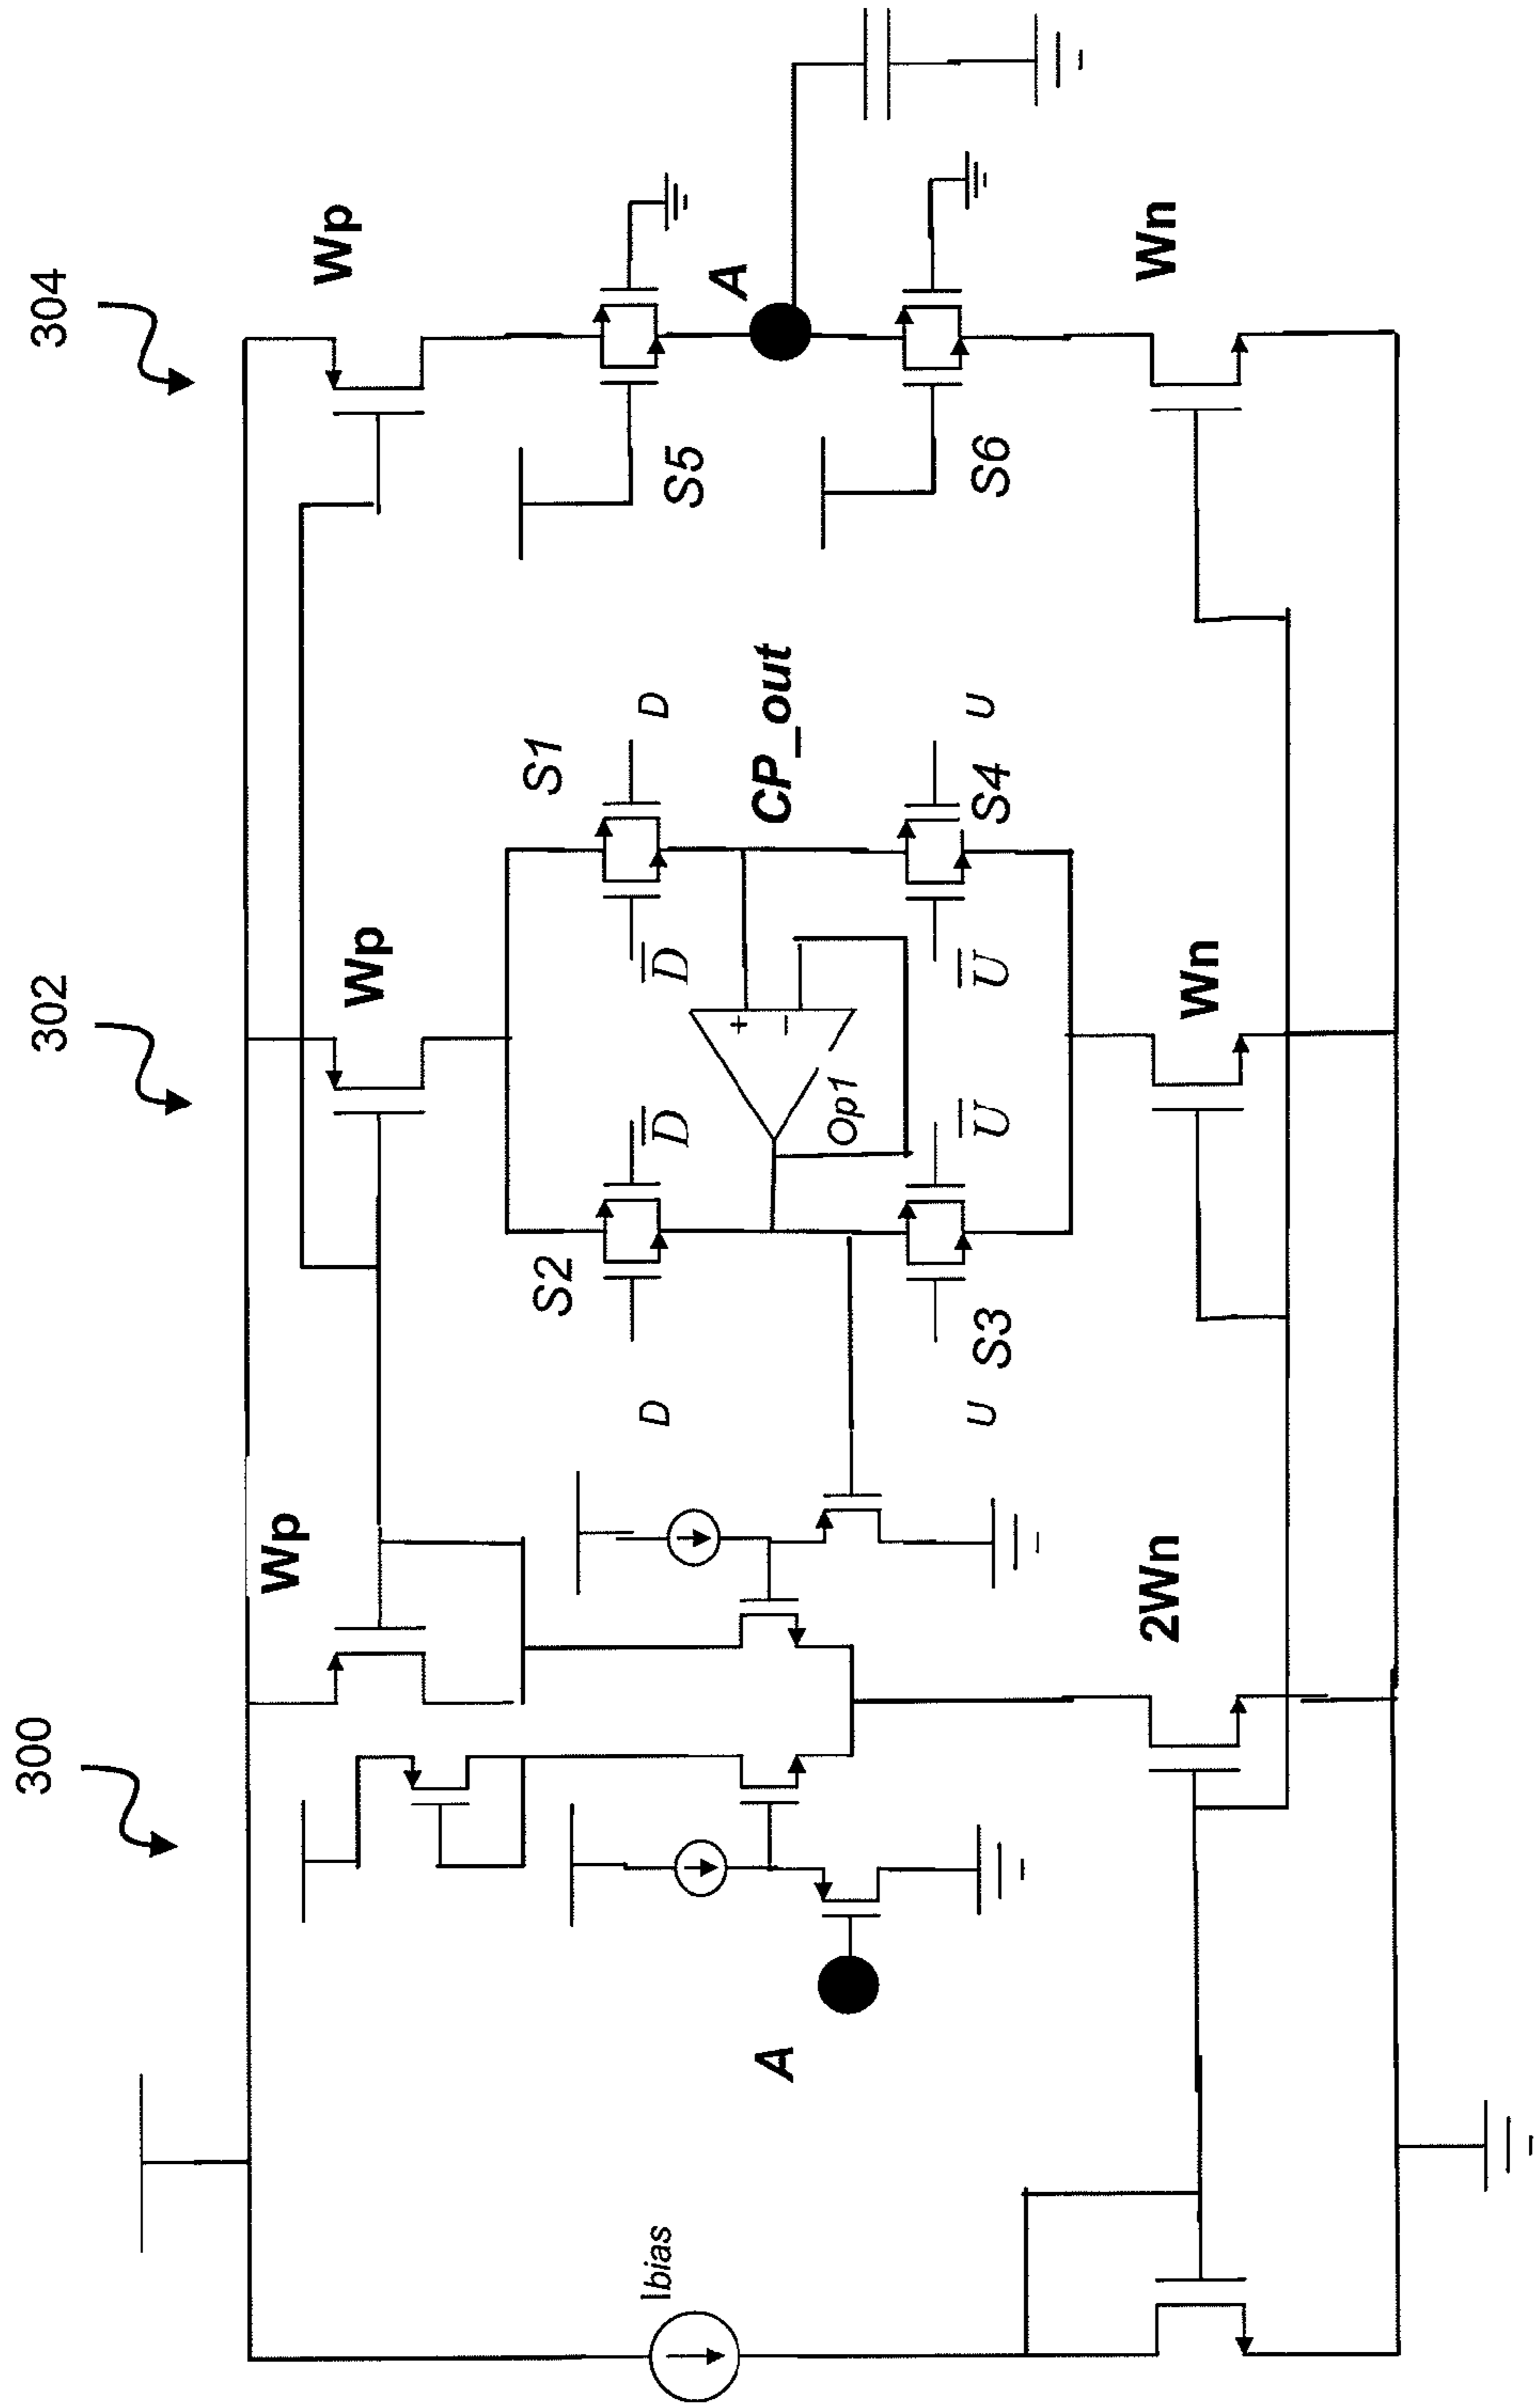 300
302
304
Wp
Wp
Wp
S2
S1
D
D̅
D̅
D
S5
Ibias
A
+
−
CP_out
A
Op1
U
S3
U̅
U̅
S4
U
S6
2Wn
Wn
Wn